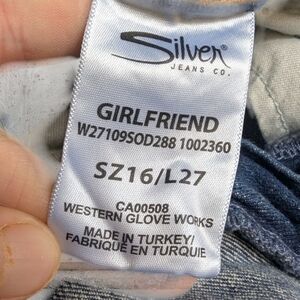 Silver
JEANS CO.
GIRLFRIEND
W27109SOD288 1002360
SZ16/L27
CA00508
WESTERN GLOVE WORKS
MADE IN TURKEY/
FABRIQUÉ EN TURQUIE